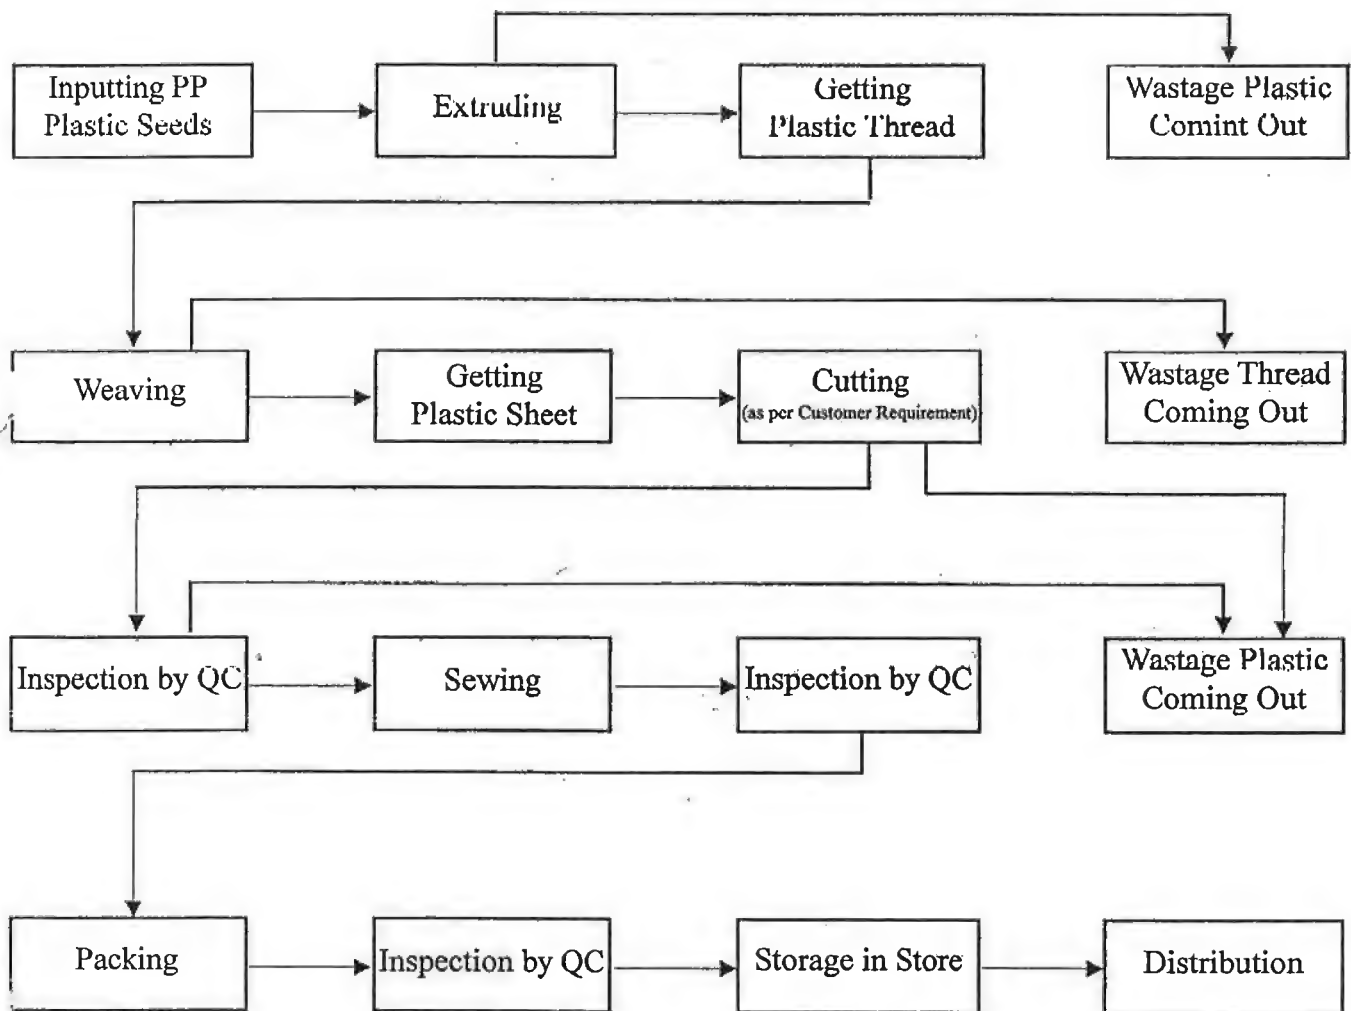 Inputting PP
Plastic Seeds
Extruding
Getting
Plastic Thread
Wastage Plastic
Comint Out
Weaving
Getting
Plastic Sheet
Cutting
(as per Customer Requirement)
Wastage Thread
Coming Out
Inspection by QC
Sewing
Inspection by QC
Wastage Plastic
Coming Out
Packing
Inspection by QC
Storage in Store
Distribution